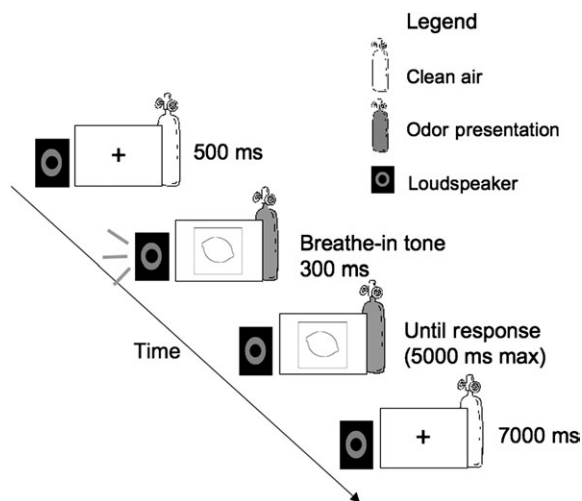 Legend
Clean air
Odor presentation
Loudspeaker
+
500 ms
Breathe-in tone
300 ms
Until response
(5000 ms max)
Time
+
7000 ms